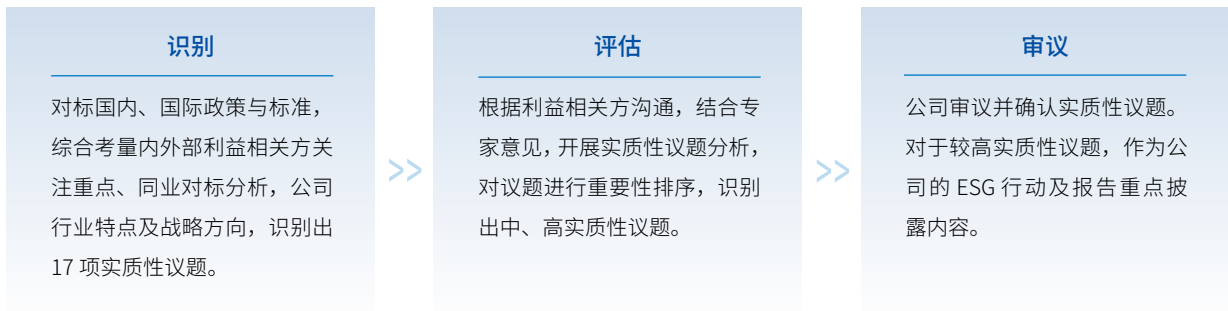 识别
对标国内、国际政策与标准，
综合考量内外部利益相关方关
注重点、同业对标分析，公司
行业特点及战略方向，识别出
17 项实质性议题。
>>
评估
根据利益相关方沟通，结合专
家意见，开展实质性议题分析，
对议题进行重要性排序，识别
出中、高实质性议题。
>>
审议
公司审议并确认实质性议题。
对于较高实质性议题，作为公
司的 ESG 行动及报告重点披
露内容。